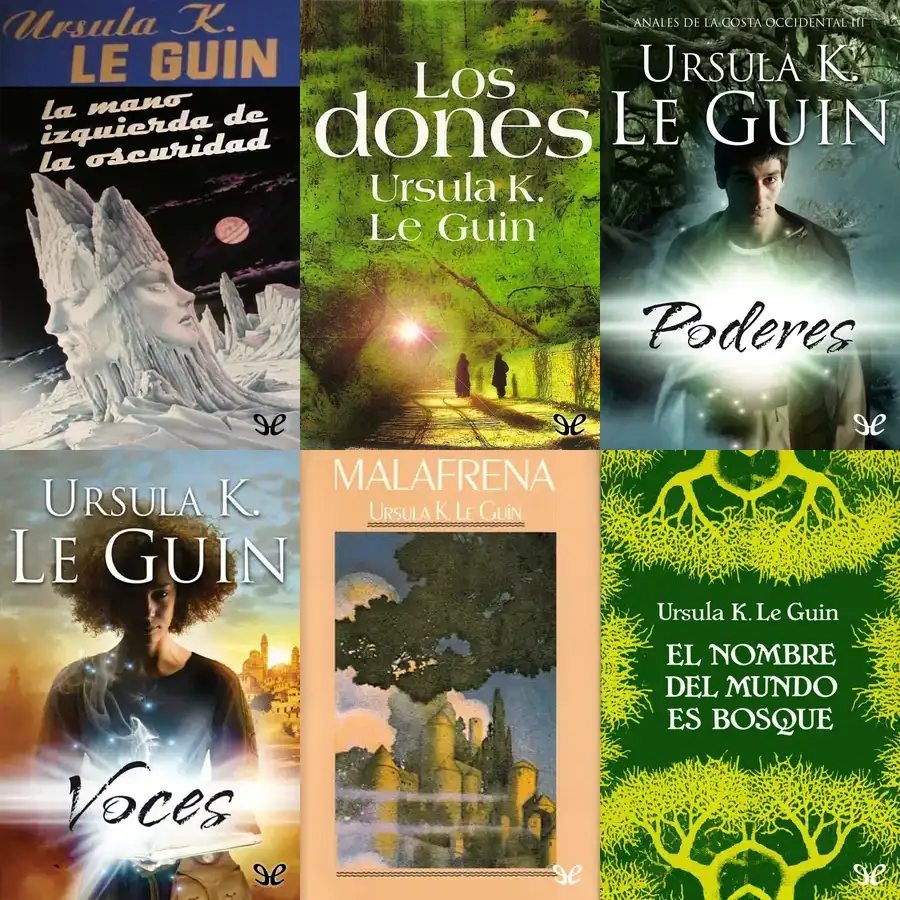 Ursula K.
LE GUIN
la mano
izquierda de
la oscuridad
Los
dones
Ursula K.
Le Guin
ANALES DE LA COSTA OCCIDENTAL III
URSULA K.
LE GUIN
Poderes
URSULA K.
LE GUIN
Voces
MALAFRENA
URSULA K. LE GUIN
Ursula K. Le Guin
EL NOMBRE
DEL MUNDO
ES BOSQUE